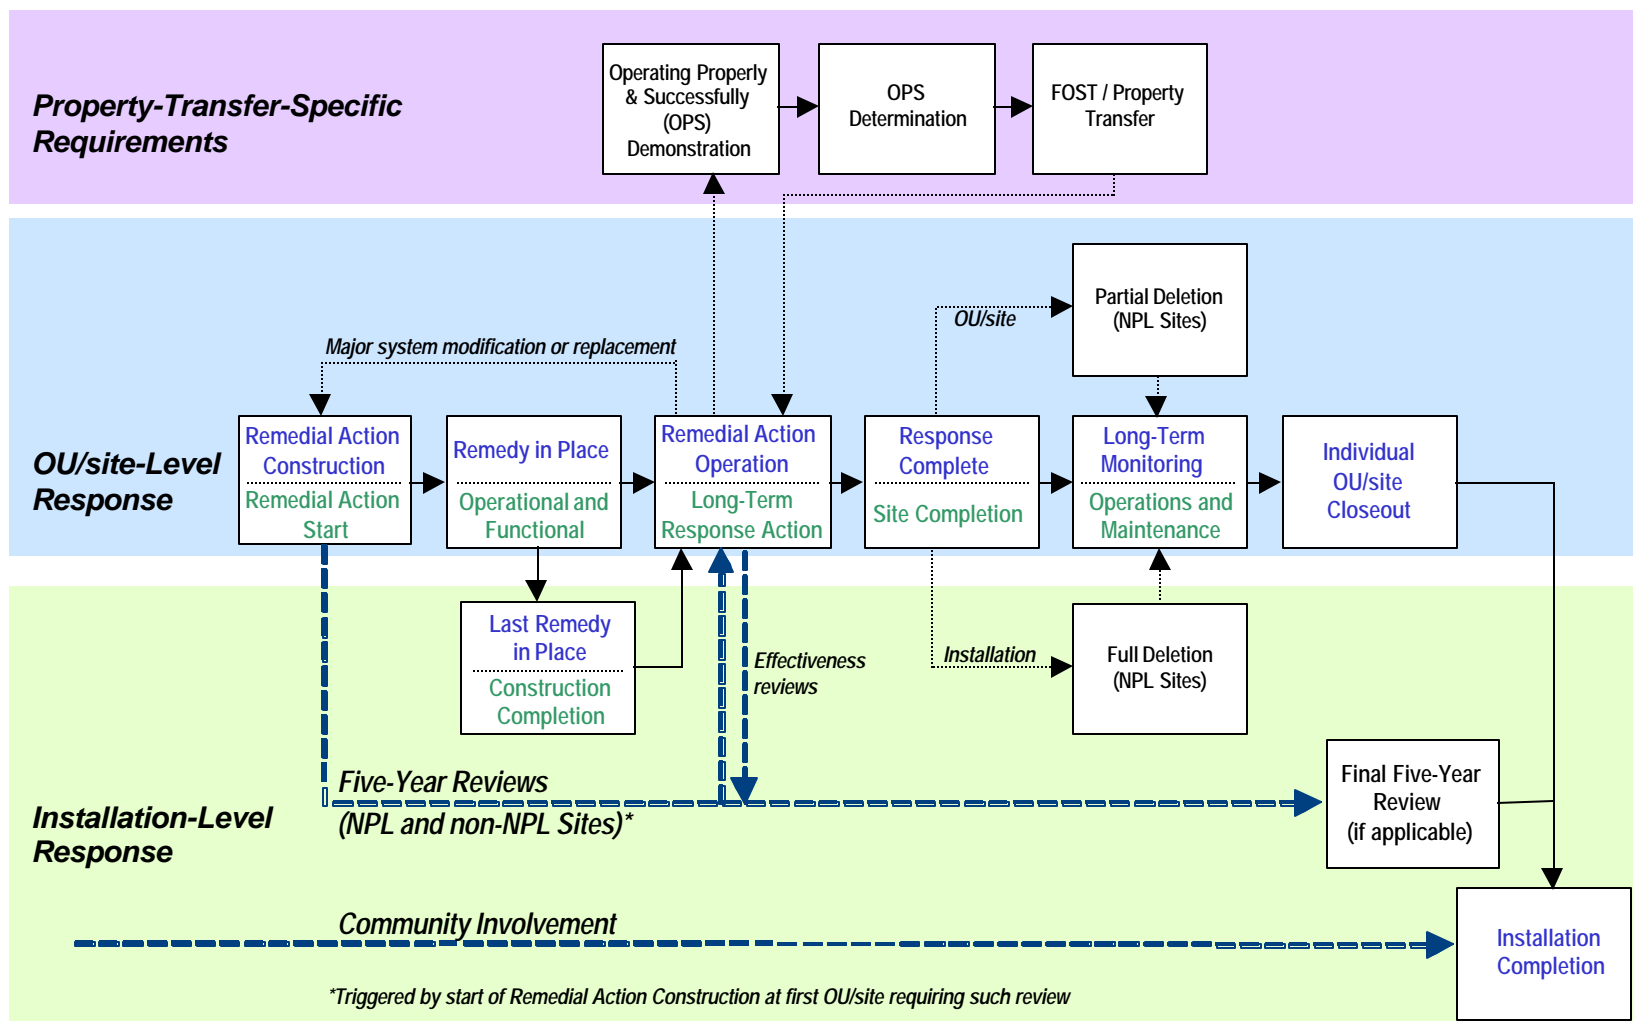 Property-Transfer-Specific
Requirements
Operating Properly
& Successfully
(OPS)
Demonstration
OPS
Determination
FOST / Property
Transfer
OU/site-Level
Response
Major system modification or replacement
OU/site
Partial Deletion
(NPL Sites)
Remedial Action
Construction
Remedial Action
Start
Remedy in Place
Operational and
Functional
Remedial Action
Operation
Long-Term
Response Action
Response
Complete
Site Completion
Long-Term
Monitoring
Operations and
Maintenance
Individual
OU/site
Closeout
Installation-Level
Response
Last Remedy
in Place
Construction
Completion
Effectiveness
reviews
Installation
Full Deletion
(NPL Sites)
Five-Year Reviews
(NPL and non-NPL Sites)*
Final Five-Year
Review
(if applicable)
Community Involvement
Installation
Completion
*Triggered by start of Remedial Action Construction at first OU/site requiring such review